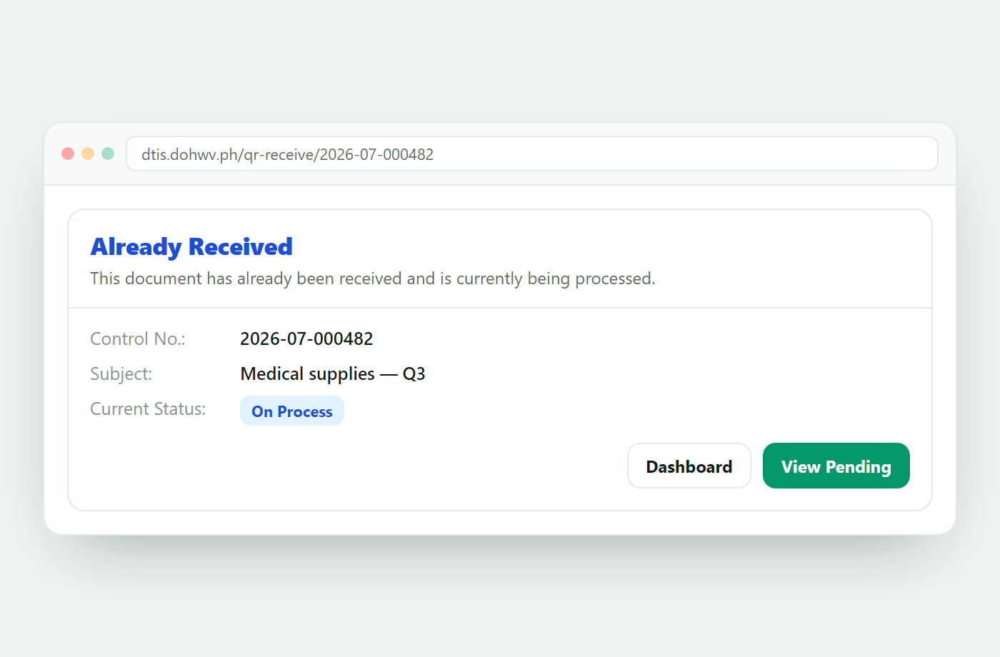 dtis.dohwv.ph/qr-receive/2026-07-000482
Already Received
This document has already been received and is currently being processed.
Control No.: 2026-07-000482
Subject: Medical supplies — Q3
Current Status: On Process
Dashboard View Pending